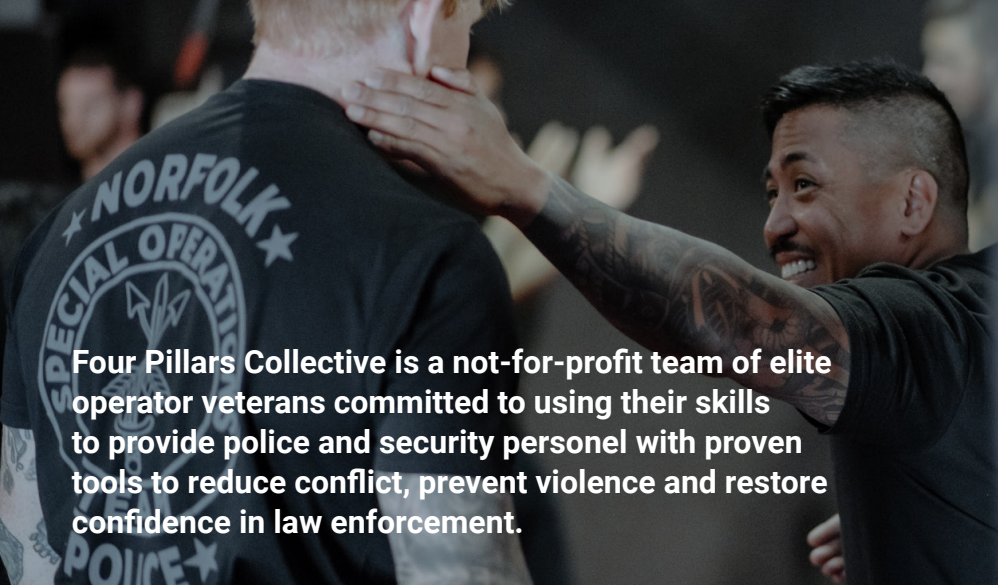 NORFOLK
SPECIAL OPERATIONS
POLICE
Four Pillars Collective is a not-for-profit team of elite
operator veterans committed to using their skills
to provide police and security personel with proven
tools to reduce conflict, prevent violence and restore
confidence in law enforcement.